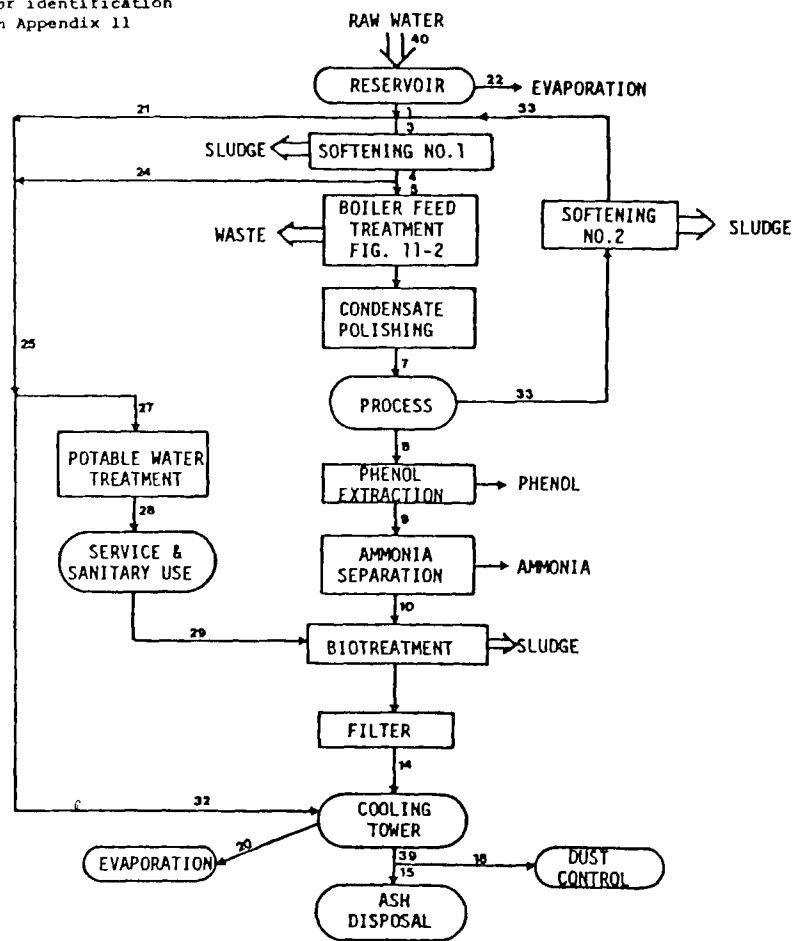 or identification
n Appendix 11
RAW WATER
40
RESERVOIR
22
EVAPORATION
21
1
33
3
SLUDGE
SOFTENING NO.1
24
4
5
BOILER FEED
TREATMENT
FIG. 11-2
WASTE
SOFTENING
NO.2
SLUDGE
CONDENSATE
POLISHING
25
7
PROCESS
33
27
POTABLE WATER
TREATMENT
PHENOL
EXTRACTION
PHENOL
28
9
SERVICE &
SANITARY USE
AMMONIA
SEPARATION
AMMONIA
10
29
BIOTREATMENT
SLUDGE
FILTER
14
32
COOLING
TOWER
20
EVAPORATION
39
18
15
DUST
CONTROL
ASH
DISPOSAL